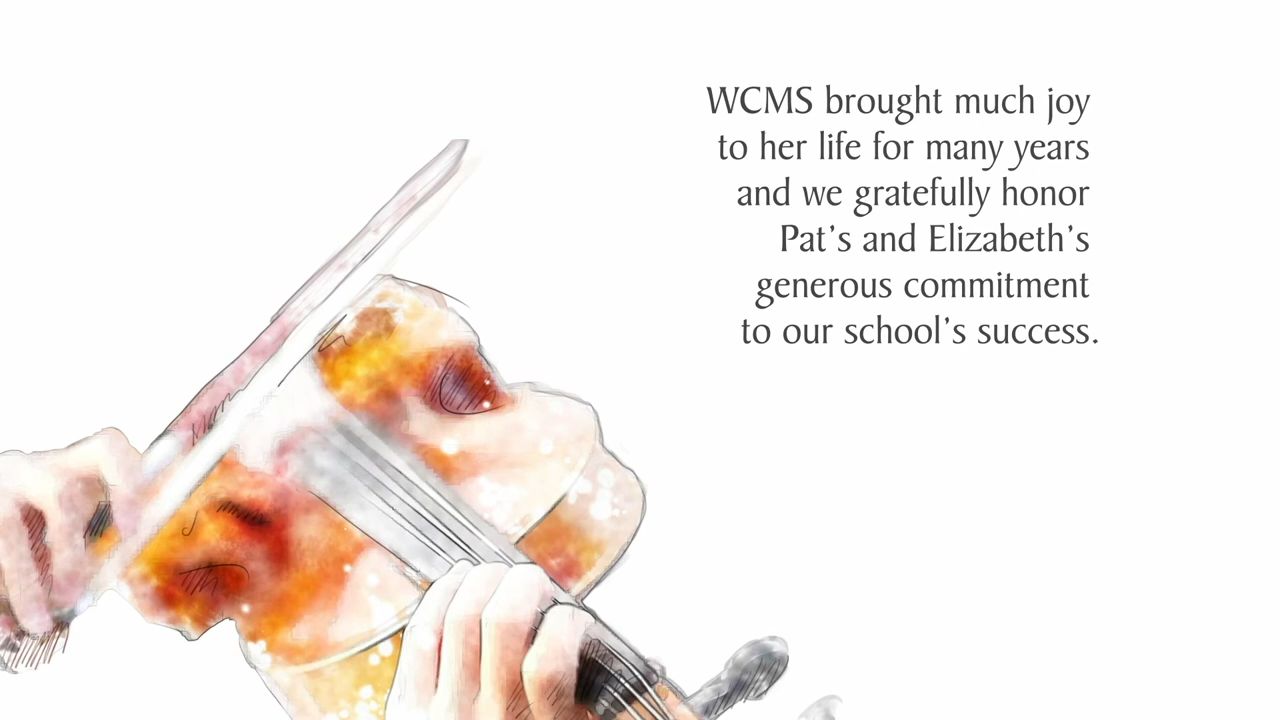 WCMS brought much joy
to her life for many years
and we gratefully honor
Pat’s and Elizabeth’s
generous commitment
to our school’s success.